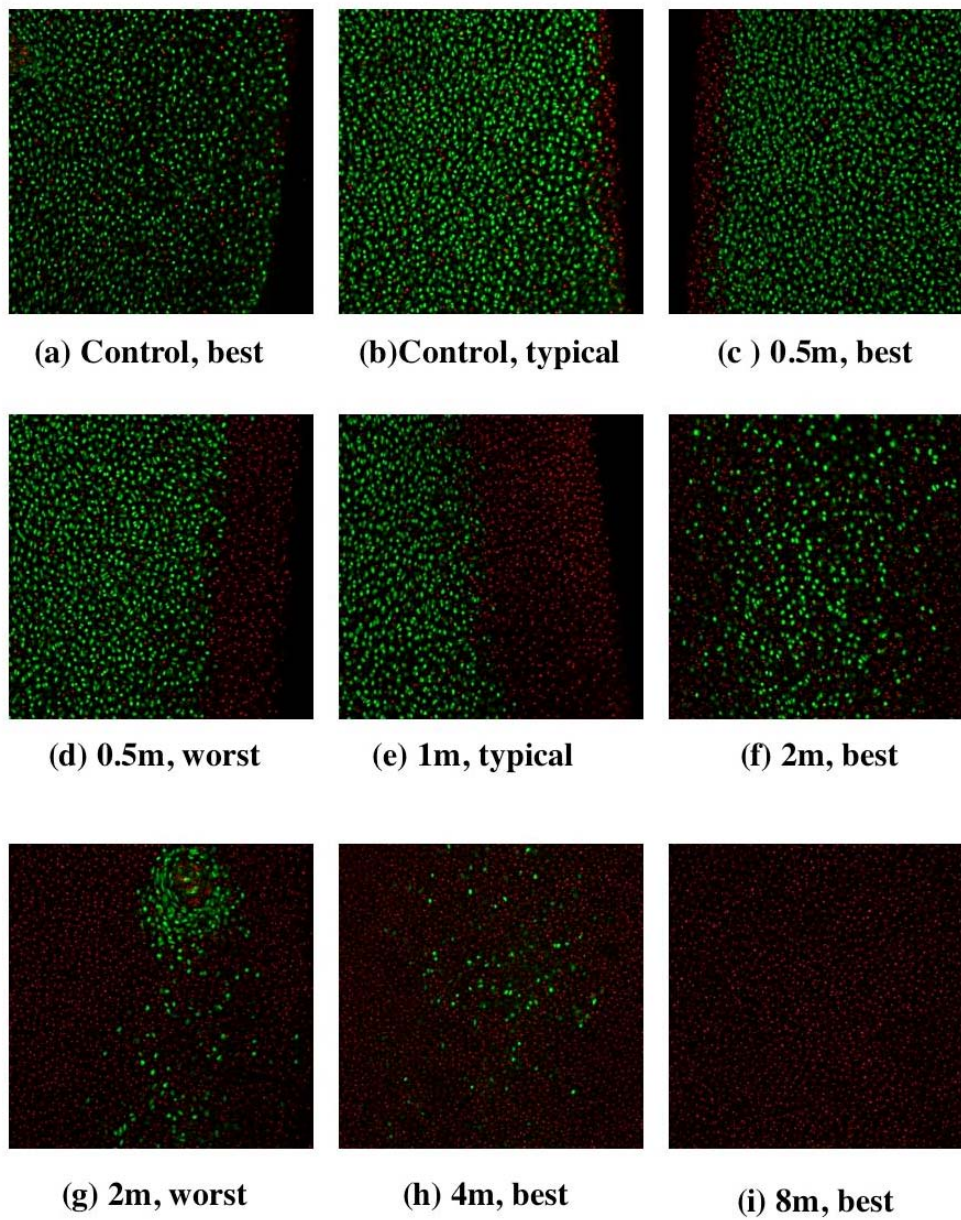 (a) Control, best
(b)Control, typical
(c ) 0.5m, best
(d) 0.5m, worst
(e) 1m, typical
(f) 2m, best
(g) 2m, worst
(h) 4m, best
(i) 8m, best